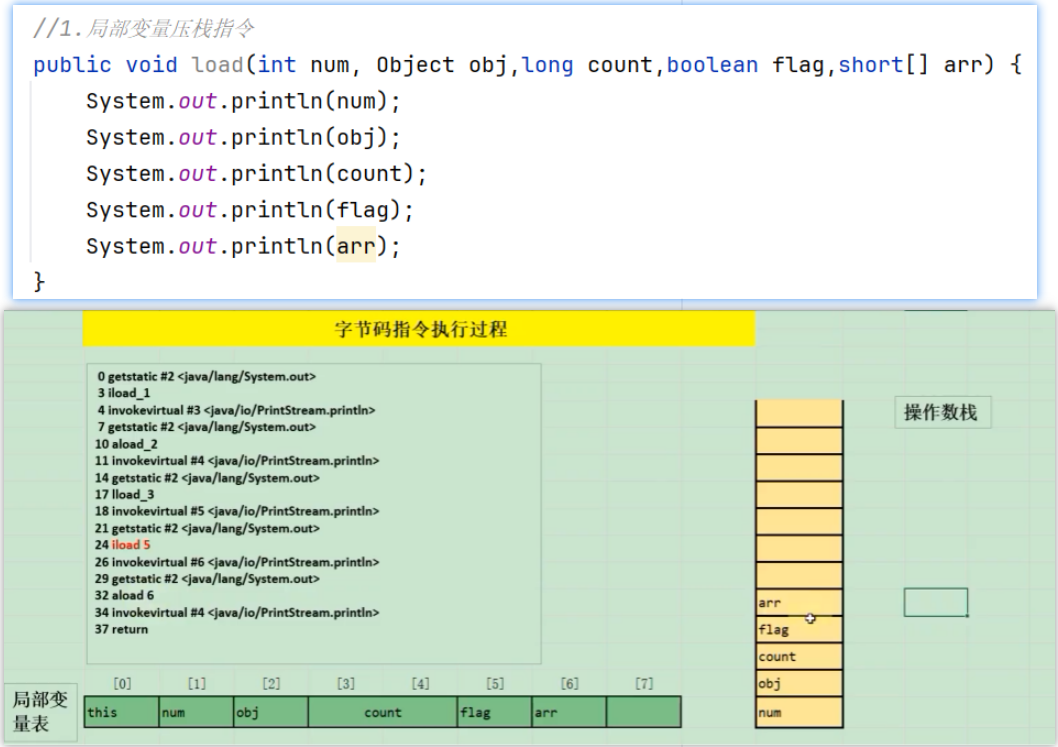 //1.局部变量压栈指令
public void load(int num, Object obj,long count,boolean flag,short[] arr) {
System.out.println(num);
System.out.println(obj);
System.out.println(count);
System.out.println(flag);
System.out.println(arr);
}
字节码指令执行过程
0 getstatic #2 <java/lang/System.out>
3 iload_1
4 invokevirtual #3 <java/io/PrintStream.println>
7 getstatic #2 <java/lang/System.out>
10 aload_2
11 invokevirtual #4 <java/io/PrintStream.println>
14 getstatic #2 <java/lang/System.out>
17 lload_3
18 invokevirtual #5 <java/io/PrintStream.println>
21 getstatic #2 <java/lang/System.out>
24 iload 5
26 invokevirtual #6 <java/io/PrintStream.println>
29 getstatic #2 <java/lang/System.out>
32 aload 6
34 invokevirtual #4 <java/io/PrintStream.println>
37 return
操作数栈
arr
flag
count
obj
num
[0] [1] [2] [3] [4] [5] [6] [7]
局部变
量表
this num obj count flag arr